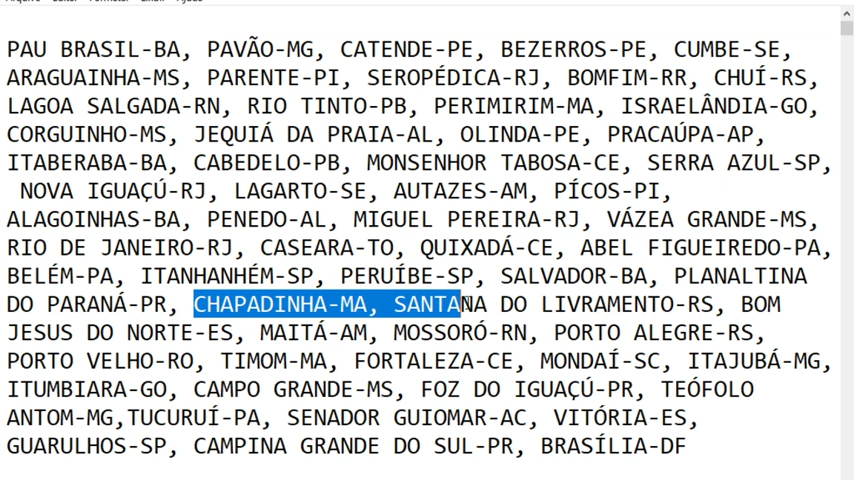 PAU BRASIL-BA, PAVÃO-MG, CATENDE-PE, BEZERROS-PE, CUMBE-SE,
ARAGUAINHA-MS, PARENTE-PI, SEROPÉDICA-RJ, BOMFIM-RR, CHUÍ-RS,
LAGOA SALGADA-RN, RIO TINTO-PB, PERIMIRIM-MA, ISRAELÂNDIA-GO,
CORGUINHO-MS, JEQUIÁ DA PRAIA-AL, OLINDA-PE, PRACAÚPA-AP,
ITABERABA-BA, CABEDELO-PB, MONSENHOR TABOSA-CE, SERRA AZUL-SP,
NOVA IGUAÇÚ-RJ, LAGARTO-SE, AUTAZES-AM, PÍCOS-PI,
ALAGOINHAS-BA, PENEDO-AL, MIGUEL PEREIRA-RJ, VÁZEA GRANDE-MS,
RIO DE JANEIRO-RJ, CASEARA-TO, QUIXADÁ-CE, ABEL FIGUEIREDO-PA,
BELÉM-PA, ITANHANHÉM-SP, PERUÍBE-SP, SALVADOR-BA, PLANALTINA
DO PARANÁ-PR, CHAPADINHA-MA, SANTANA DO LIVRAMENTO-RS, BOM
JESUS DO NORTE-ES, MAITÁ-AM, MOSSORÓ-RN, PORTO ALEGRE-RS,
PORTO VELHO-RO, TIMOM-MA, FORTALEZA-CE, MONDAÍ-SC, ITAJUBÁ-MG,
ITUMBIARA-GO, CAMPO GRANDE-MS, FOZ DO IGUAÇÚ-PR, TEÓFOLO
ANTOM-MG,TUCURUÍ-PA, SENADOR GUIOMAR-AC, VITÓRIA-ES,
GUARULHOS-SP, CAMPINA GRANDE DO SUL-PR, BRASÍLIA-DF